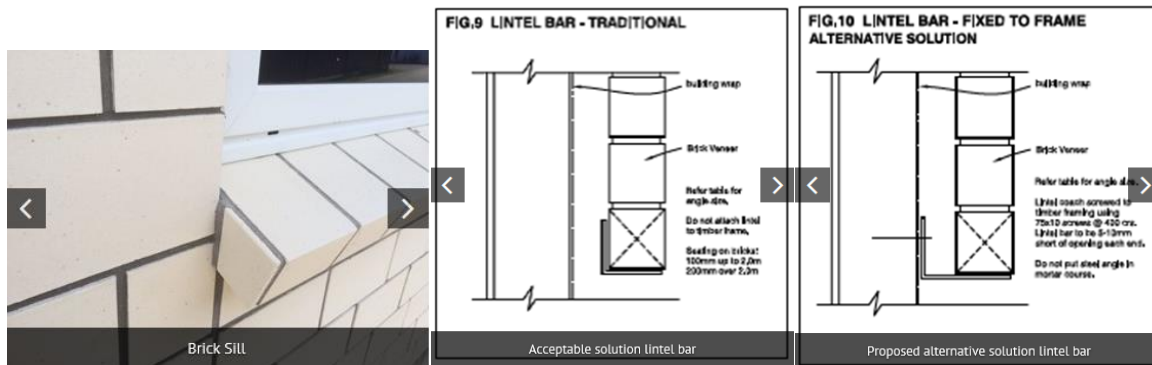 Brick Sill
FIG,9 LINTEL BAR - TRADITIONAL
building wrap
Brick Veneer
Refer table for
angle size,
Do not attach lintel
to timber frame,
Seating on bricks:
100mm up to 2,0m
200mm over 2,0m
Acceptable solution lintel bar
FIG,10 LINTEL BAR - FIXED TO FRAME
ALTERNATIVE SOLUTION
building wrap
Brick Veneer
Refer table for angle size,
Lintel coach screwed to
timber framing using
75x10 screws @ 400 crs,
Lintel bar to be 5-10mm
short of opening each end,
Do not put steel angle in
mortar course,
Proposed alternative solution lintel bar